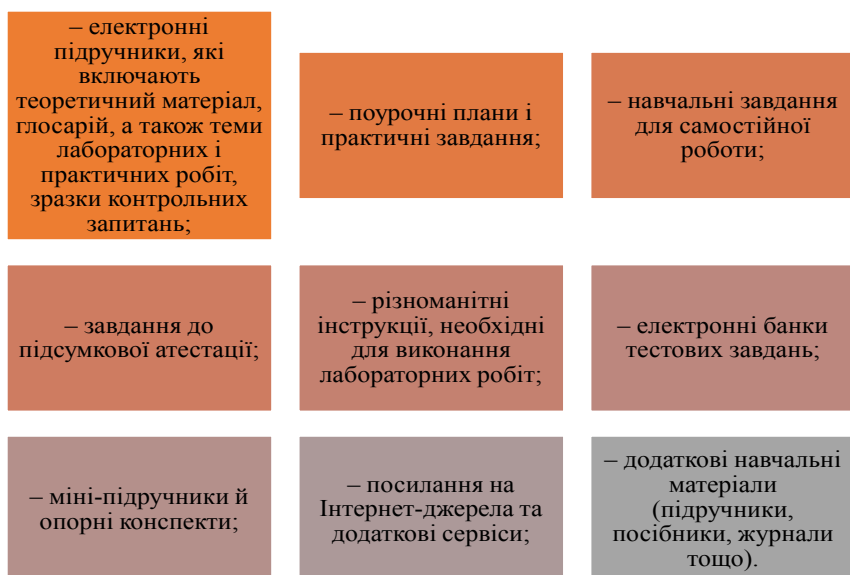 – електронні
підручники, які
включають
теоретичний матеріал,
глосарій, а також теми
лабораторних і
практичних робіт,
зразки контрольних
запитань;
– поурочні плани і
практичні завдання;
– навчальні завдання
для самостійної
роботи;
– завдання до
підсумкової атестації;
– різноманітні
інструкції, необхідні
для виконання
лабораторних робіт;
– електронні банки
тестових завдань;
– міні-підручники й
опорні конспекти;
– посилання на
Інтернет-джерела та
додаткові сервіси;
– додаткові навчальні
матеріали
(підручники,
посібники, журнали
тощо).